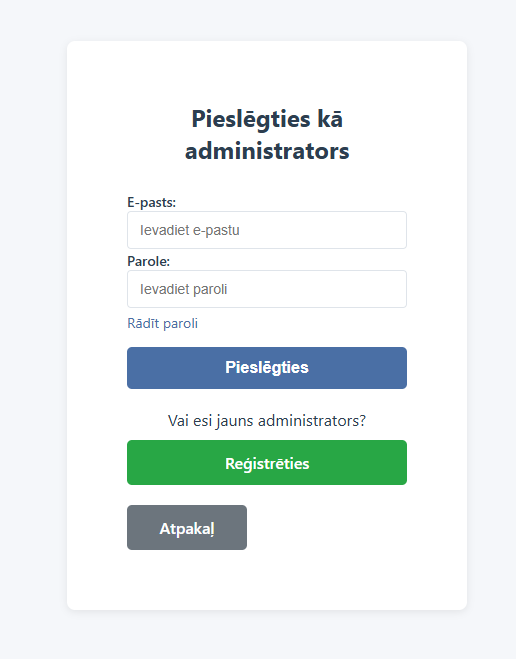 Pieslēgties kā
administrators
E-pasts:
Ievadiet e-pastu
Parole:
Ievadiet paroli
Rādīt paroli
Pieslēgties
Vai esi jauns administrators?
Reģistrēties
Atpakaļ